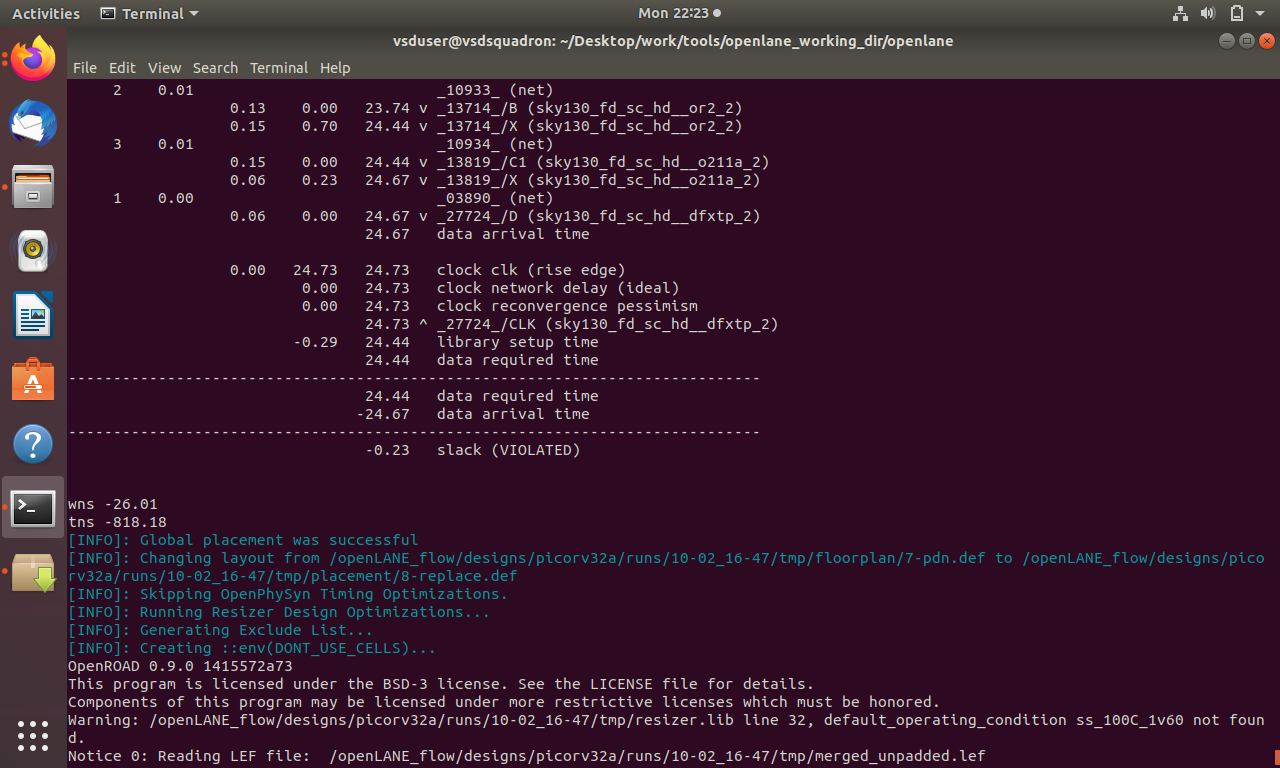 Activities Terminal Mon 22:23
vsduser@vsdsquadron: ~/Desktop/work/tools/openlane_working_dir/openlane
File Edit View Search Terminal Help
2 0.01 _10933_ (net)
0.13 0.00 23.74 v _13714_/B (sky130_fd_sc_hd__or2_2)
0.15 0.70 24.44 v _13714_/X (sky130_fd_sc_hd__or2_2)
3 0.01 _10934_ (net)
0.15 0.00 24.44 v _13819_/C1 (sky130_fd_sc_hd__o211a_2)
0.06 0.23 24.67 v _13819_/X (sky130_fd_sc_hd__o211a_2)
1 0.00 _03890_ (net)
0.06 0.00 24.67 v _27724_/D (sky130_fd_sc_hd__dfxtp_2)
24.67 data arrival time
0.00 24.73 24.73 clock clk (rise edge)
0.00 24.73 clock network delay (ideal)
0.00 24.73 clock reconvergence pessimism
24.73 ^ _27724_/CLK (sky130_fd_sc_hd__dfxtp_2)
-0.29 24.44 library setup time
24.44 data required time
-----------------------------------------------------------------------------
24.44 data required time
-24.67 data arrival time
-----------------------------------------------------------------------------
-0.23 slack (VIOLATED)
wns -26.01
tns -818.18
[INFO]: Global placement was successful
[INFO]: Changing layout from /openLANE_flow/designs/picorv32a/runs/10-02_16-47/tmp/floorplan/7-pdn.def to /openLANE_flow/designs/pico
rv32a/runs/10-02_16-47/tmp/placement/8-replace.def
[INFO]: Skipping OpenPhySyn Timing Optimizations.
[INFO]: Running Resizer Design Optimizations...
[INFO]: Generating Exclude List...
[INFO]: Creating ::env(DONT_USE_CELLS)...
OpenROAD 0.9.0 1415572a73
This program is licensed under the BSD-3 license. See the LICENSE file for details.
Components of this program may be licensed under more restrictive licenses which must be honored.
Warning: /openLANE_flow/designs/picorv32a/runs/10-02_16-47/tmp/resizer.lib line 32, default_operating_condition ss_100C_1v60 not foun
d.
Notice 0: Reading LEF file:  /openLANE_flow/designs/picorv32a/runs/10-02_16-47/tmp/merged_unpadded.lef